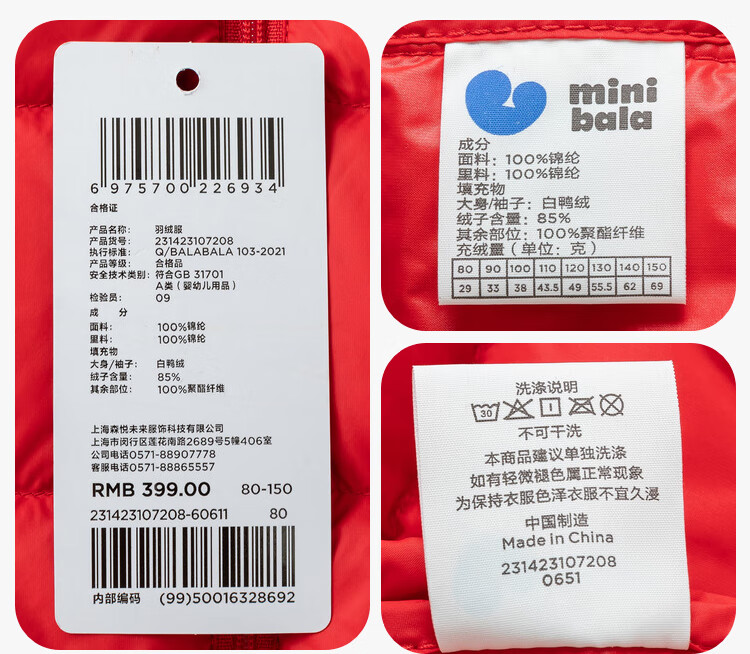 6 975700 226934
合格证
产品名称: 羽绒服
产品货号: 231423107208
执行标准: Q/BALABALA 103-2021
产品等级: 合格品
安全技术类别: 符合GB 31701
A类（婴幼儿用品）
检验员: 09
成 分
面料: 100%锦纶
里料: 100%锦纶
填充物
大身/袖子: 白鸭绒
绒子含量: 85%
其余部位: 100%聚酯纤维
上海森悦未来服饰科技有限公司
上海市闵行区莲花南路2689号5幢406室
公司电话0571-88907778
客服电话0571-88865557
RMB 399.00 80-150
231423107208-60611 80
内部编码 (99)50016328692
mini
bala
成分
面料: 100%锦纶
里料: 100%锦纶
填充物
大身/袖子: 白鸭绒
绒子含量: 85%
其余部位: 100%聚酯纤维
充绒量（单位: 克）
80 90 100 110 120 130 140 150
29 33 38 43.5 49 55.5 62 69
洗涤说明
30
不可干洗
本商品建议单独洗涤
如有轻微褪色属正常现象
为保持衣服色泽衣服不宜久浸
中国制造
Made in China
231423107208
0651